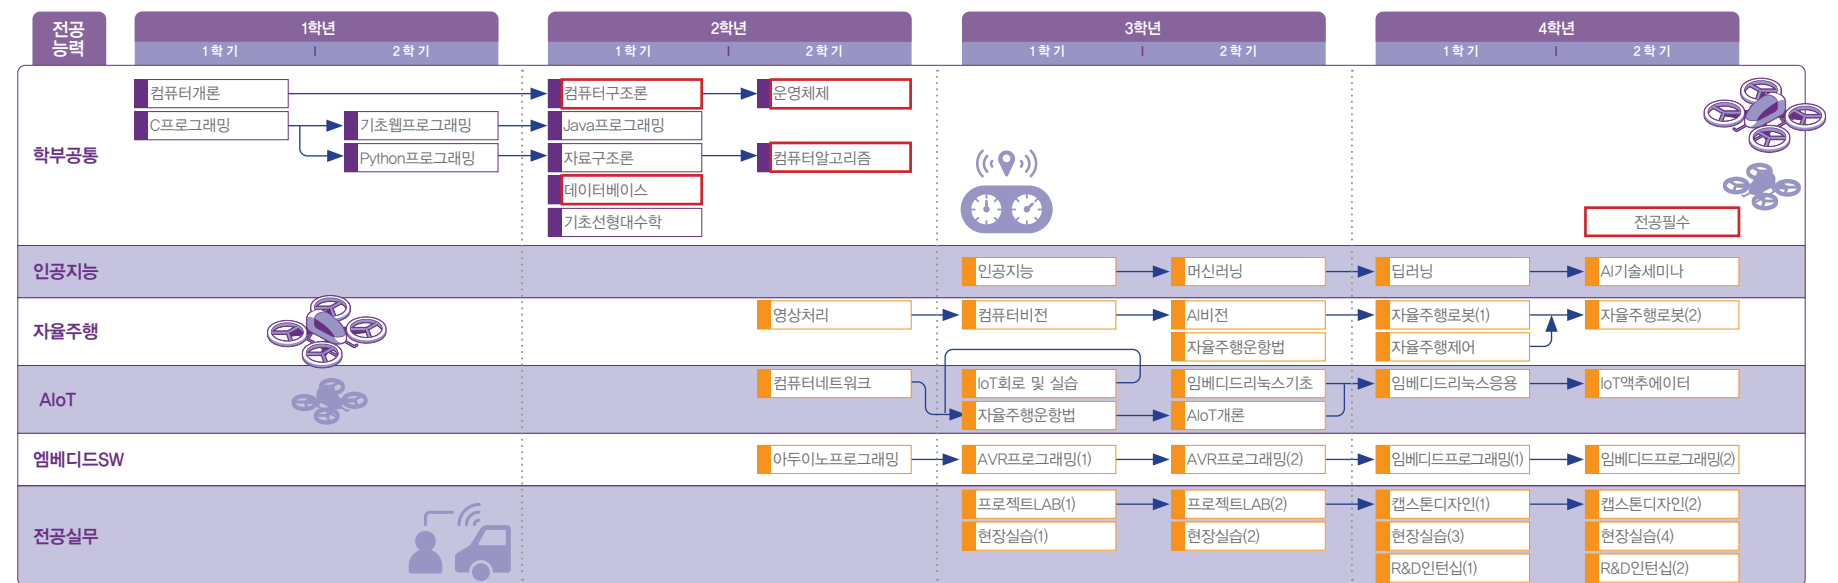 전공
능력
1학년
2학년
3학년
4학년
1학기 | 2학기
1학기 | 2학기
1학기 | 2학기
1학기 | 2학기
학부공통
컴퓨터개론
컴퓨터구조론
운영체제
C프로그래밍
기초웹프로그래밍
Java프로그래밍
Python프로그래밍
자료구조론
컴퓨터알고리즘
데이터베이스
기초선형대수학
전공필수
인공지능
인공지능
머신러닝
딥러닝
AI기술세미나
자율주행
영상처리
컴퓨터비전
AI비전
자율주행로봇(1)
자율주행로봇(2)
자율주행운항법
자율주행제어
AIoT
컴퓨터네트워크
IoT회로 및 실습
임베디드리눅스기초
임베디드리눅스응용
IoT액추에이터
자율주행운항법
AIoT개론
엠베디드SW
아두이노프로그래밍
AVR프로그래밍(1)
AVR프로그래밍(2)
임베디드프로그래밍(1)
임베디드프로그래밍(2)
전공실무
프로젝트LAB(1)
프로젝트LAB(2)
캡스톤디자인(1)
캡스톤디자인(2)
현장실습(1)
현장실습(2)
현장실습(3)
현장실습(4)
R&D인턴십(1)
R&D인턴십(2)